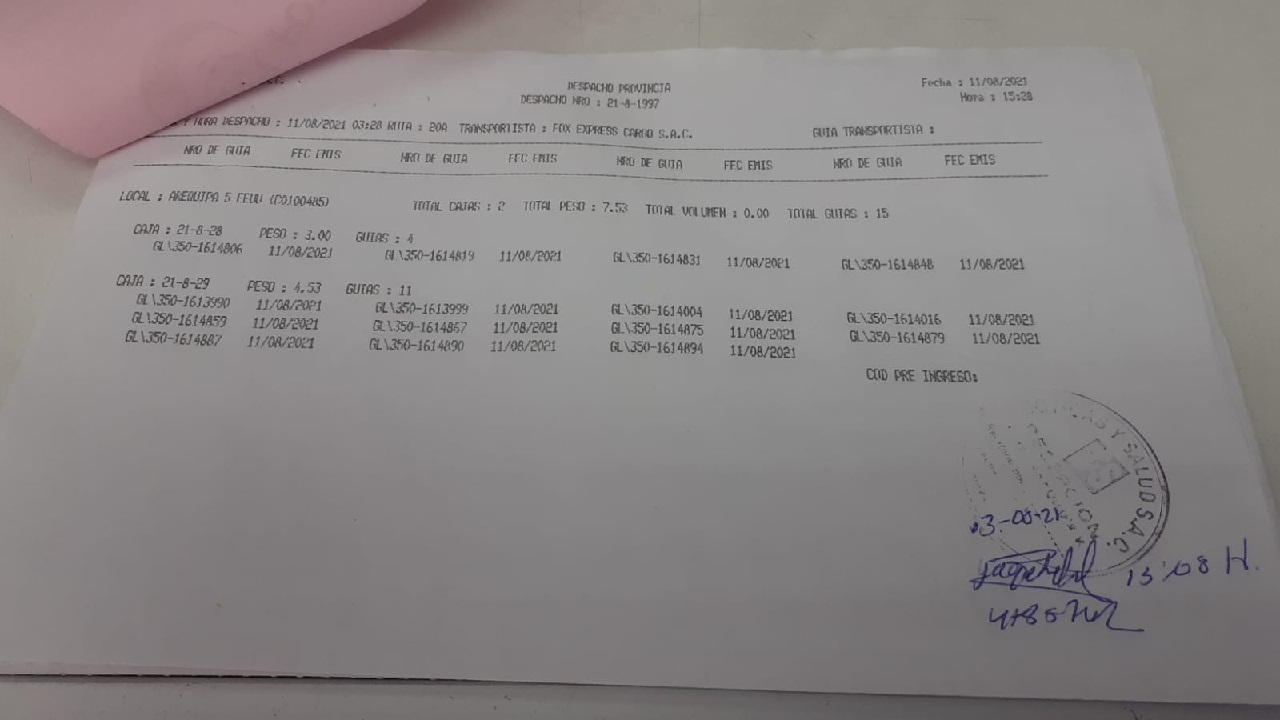 DESPACHO PROVINCIA
Fecha : 11/08/2021
DESPACHO NRO : 21-8-1997
Hora : 15:28
Y HORA DESPACHO : 11/08/2021 03:28 RUTA : 20A TRANSPORTISTA : FOX EXPRESS CARGO S.A.C. GUIA TRANSPORTISTA :
NRO DE GUIA FEC EMIS NRO DE GUIA FEC EMIS NRO DE GUIA FEC EMIS NRO DE GUIA FEC EMIS
LOCAL : AREQUIPA 5 TOTAL CAJAS : 2 TOTAL PESO : 7.53 TOTAL VOLUMEN : 0.00 TOTAL GUIAS : 15
CAJA : 21-8-28 PESO : 3.00 GUIAS : 4
GL\350-1614806 11/08/2021 GL\350-1614819 11/08/2021 GL\350-1614831 11/08/2021 GL\350-1614848 11/08/2021
CAJA : 21-8-29 PESO : 4.53 GUIAS : 11
GL\350-1613990 11/08/2021 GL\350-1613999 11/08/2021 GL\350-1614004 11/08/2021 GL\350-1614016 11/08/2021
GL\350-1614859 11/08/2021 GL\350-1614867 11/08/2021 GL\350-1614875 11/08/2021 GL\350-1614879 11/08/2021
GL\350-1614887 11/08/2021 GL\350-1614890 11/08/2021 GL\350-1614894 11/08/2021
COD PRE INGRESO:
Y SALUD S.A.C.
RECEPCION